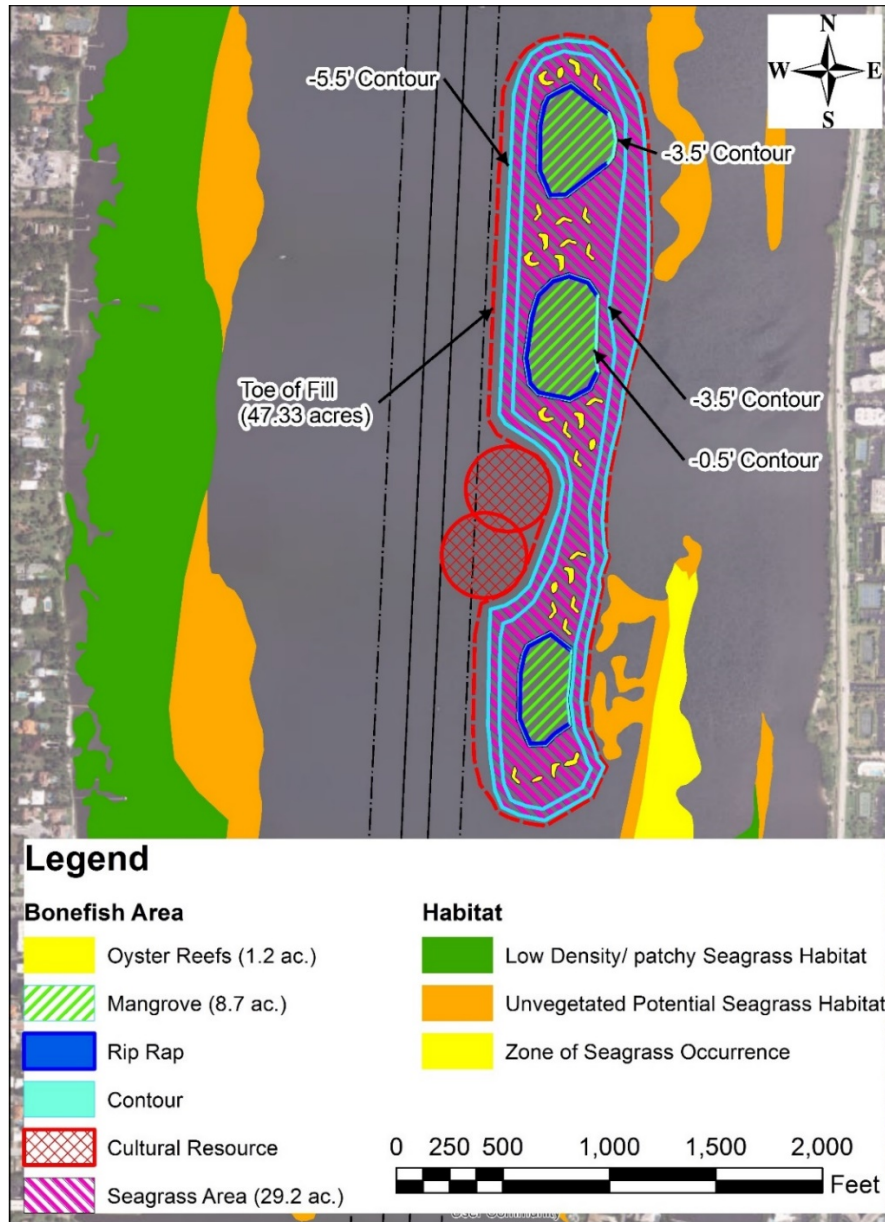 N
W E
S
-5.5' Contour
-3.5' Contour
Toe of Fill
(47.33 acres)
-3.5' Contour
-0.5' Contour
Legend
Bonefish Area
Oyster Reefs (1.2 ac.)
Mangrove (8.7 ac.)
Rip Rap
Contour
Cultural Resource
Seagrass Area (29.2 ac.)
Habitat
Low Density/ patchy Seagrass Habitat
Unvegetated Potential Seagrass Habitat
Zone of Seagrass Occurrence
0 250 500 1,000 1,500 2,000
Feet
User Community